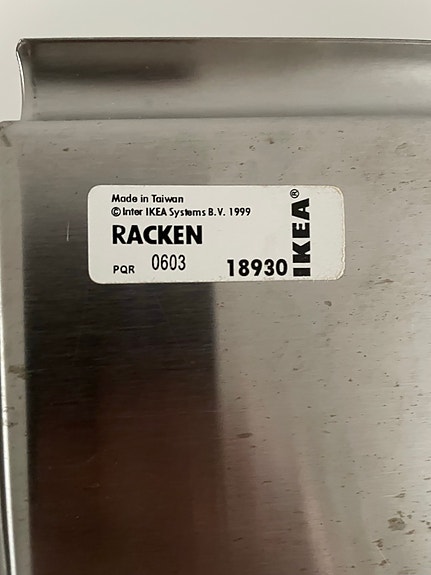 Made in Taiwan
© Inter IKEA Systems B.V. 1999
RACKEN
PQR 0603 18930
IKEA®